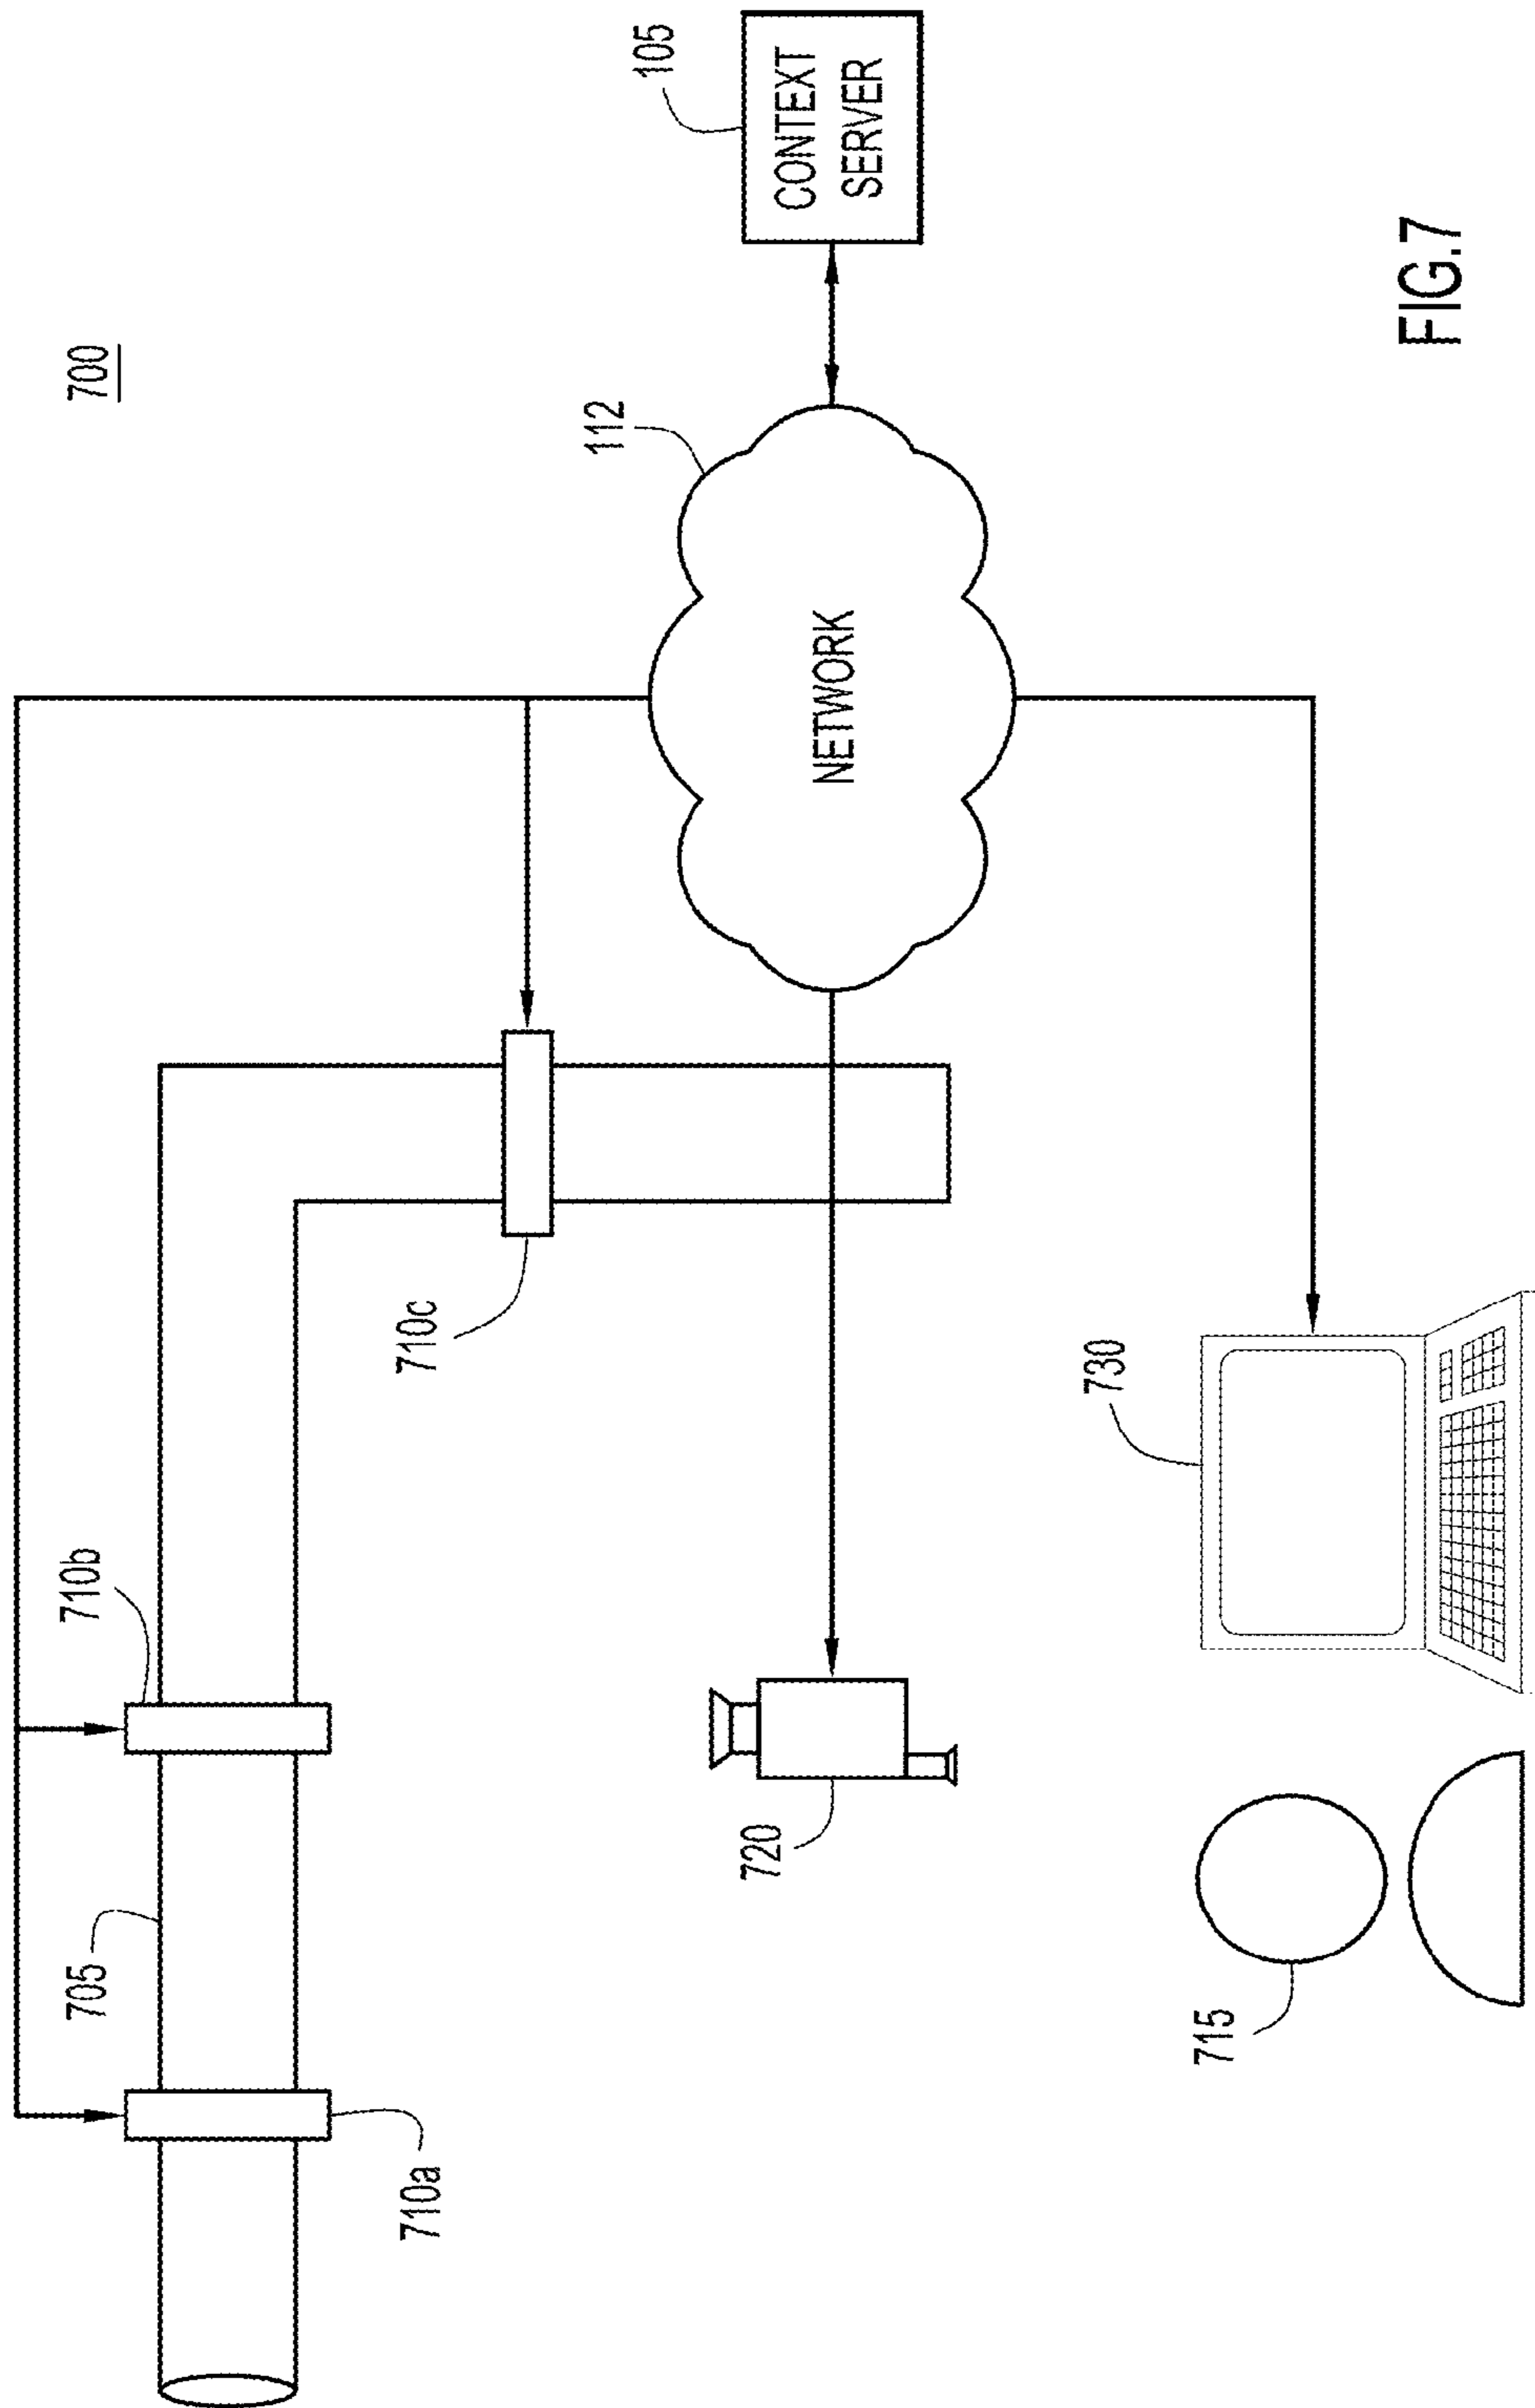 700
705
710a
710b
710c
112
105
CONTEXT
SERVER
NETWORK
720
730
715
FIG.7